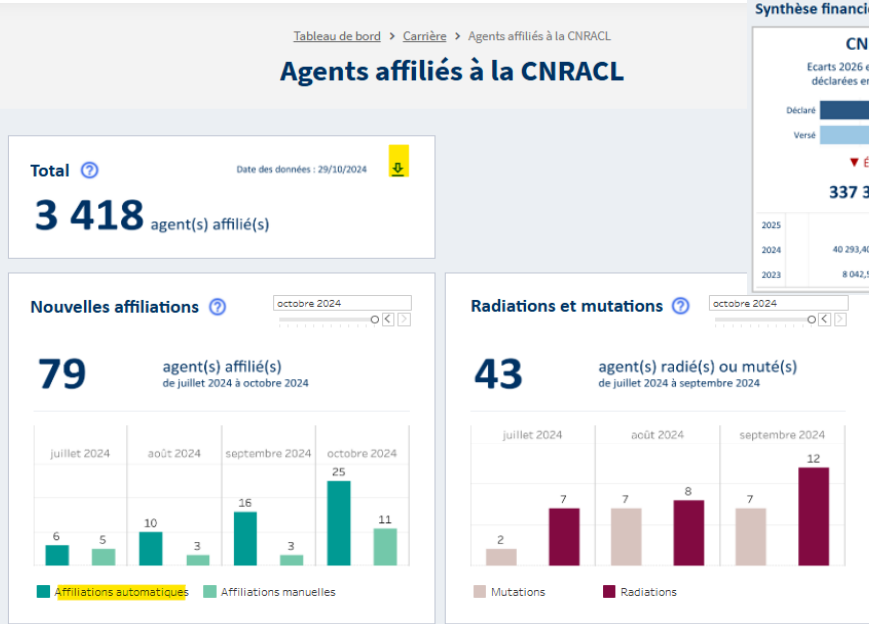 Tableau de bord > Carrière > Agents affiliés à la CNRACL
Agents affiliés à la CNRACL
Total ?
Date des données : 29/10/2024
3 418 agent(s) affilié(s)
Nouvelles affiliations ?
octobre 2024
79 agent(s) affilié(s)
de juillet 2024 à octobre 2024
juillet 2024 août 2024 septembre 2024 octobre 2024
6 5 10 3 16 3 25 11
Affiliations automatiques Affiliations manuelles
Radiations et mutations ?
octobre 2024
43 agent(s) radié(s) ou muté(s)
de juillet 2024 à septembre 2024
juillet 2024 août 2024 septembre 2024
2 7 7 8 7 12
Mutations Radiations
Synthèse
CN
Ecarts 2026
déclarées
Déclaré
Versé
337 3
2025
2024 40 293,40
2023 8 042,5